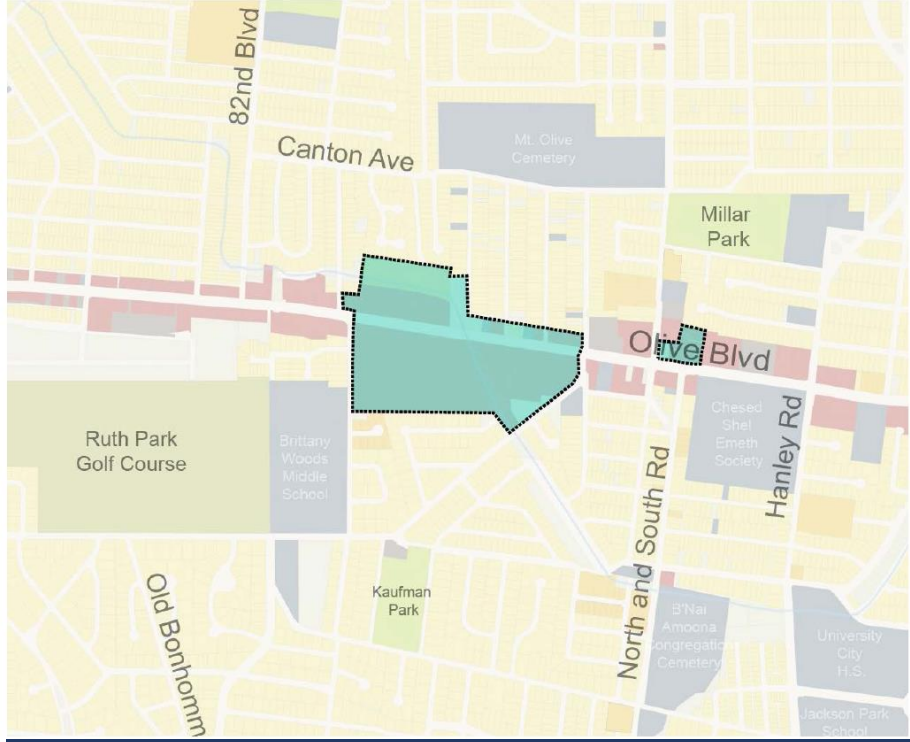 82nd Blvd
Canton Ave
Mt. Olive
Cemetery
Millar
Park
Olive Blvd
Ruth Park
Golf Course
Brittany
Woods
Middle
School
Chesed
Shel
Emeth
Society
Hanley Rd
North and South Rd
Kaufman
Park
Old Bonhomm
B'Nai
Amoona
Congregation
Cemetery
University
City
H.S.
Jackson Park
School